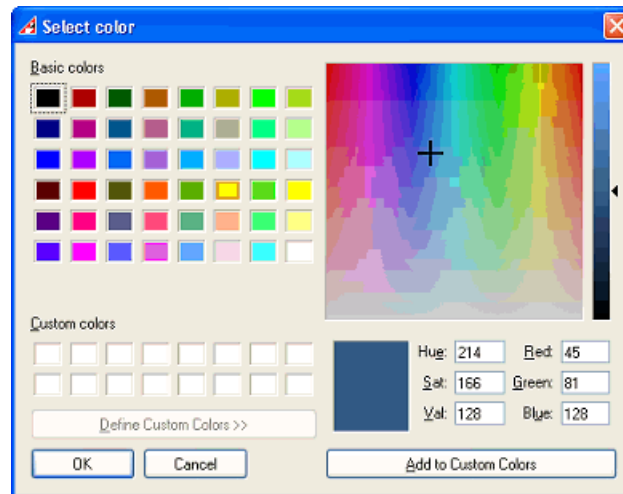 Select color
Basic colors
Custom colors
Define Custom Colors >>
OK Cancel
Hue: 214 Red: 45
Sat: 166 Green: 81
Val: 128 Blue: 128
Add to Custom Colors